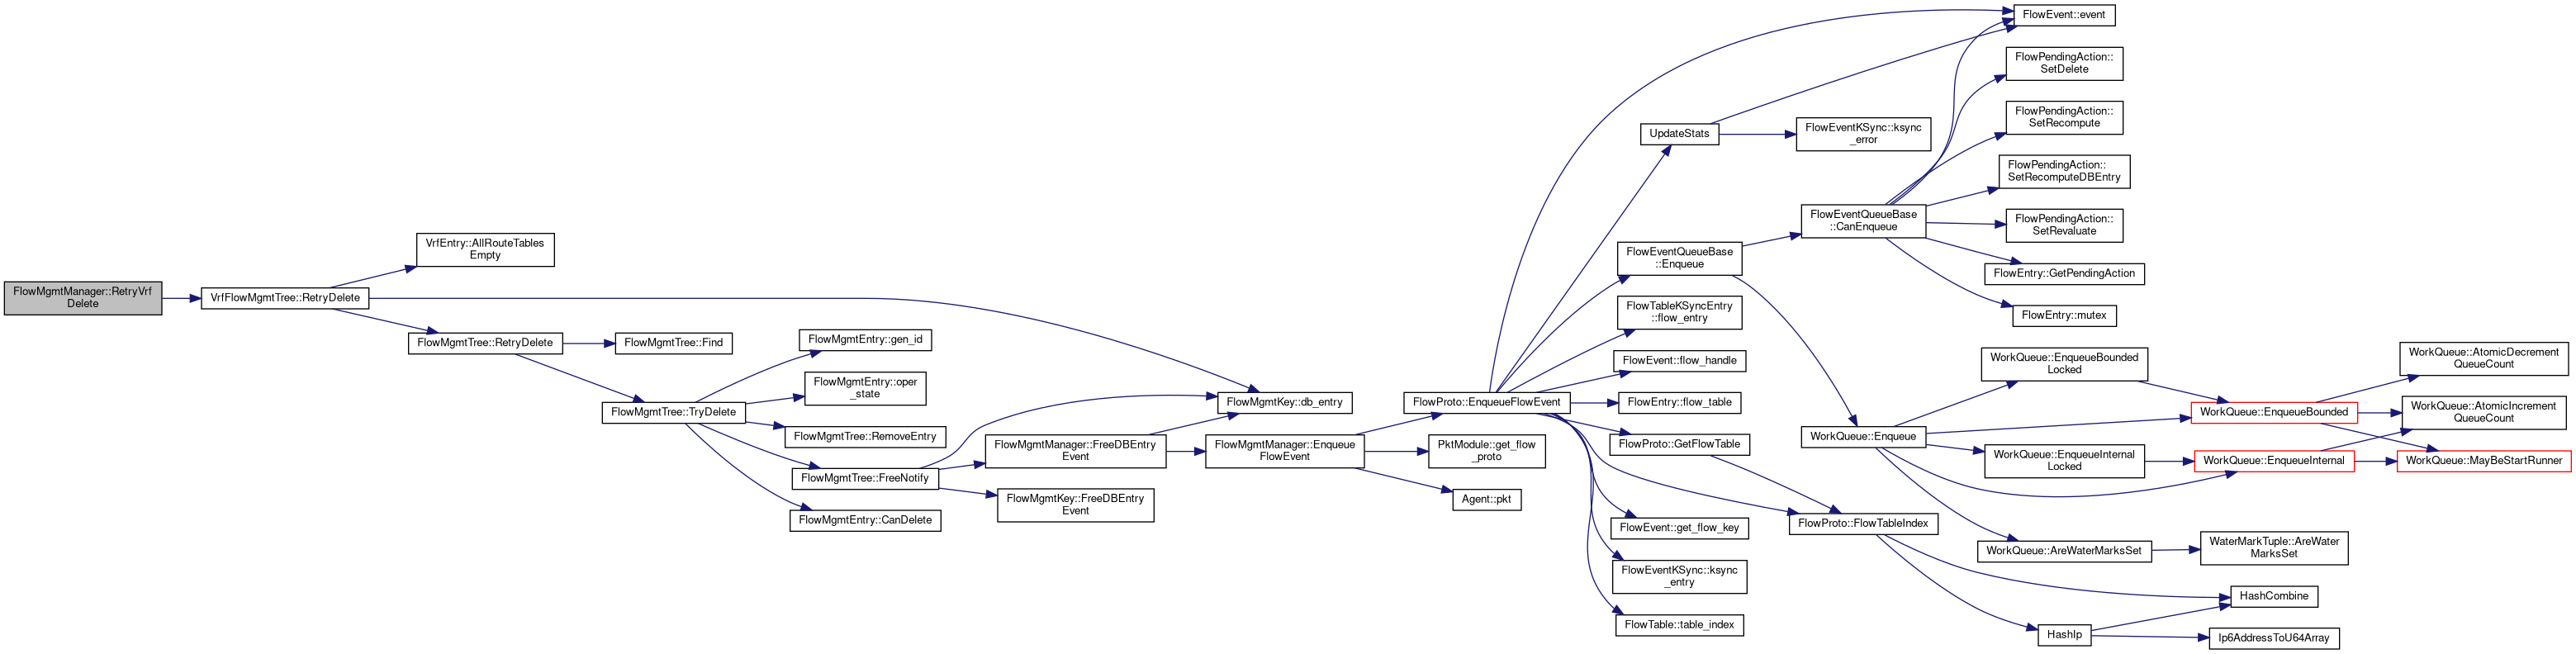 FlowMgmtManager::RetryVrf
Delete
VrfFlowMgmtTree::RetryDelete
VrfEntry::AllRouteTables
Empty
FlowMgmtTree::RetryDelete
FlowMgmtTree::Find
FlowMgmtTree::TryDelete
FlowMgmtEntry::gen_id
FlowMgmtEntry::oper
_state
FlowMgmtTree::RemoveEntry
FlowMgmtTree::FreeNotify
FlowMgmtEntry::CanDelete
FlowMgmtManager::FreeDBEntry
Event
FlowMgmtKey::FreeDBEntry
Event
FlowMgmtKey::db_entry
FlowMgmtManager::Enqueue
FlowEvent
FlowProto::EnqueueFlowEvent
PktModule::get_flow
_proto
Agent::pkt
UpdateStats
FlowEventQueueBase
::Enqueue
FlowTableKSyncEntry
::flow_entry
FlowEvent::flow_handle
FlowEntry::flow_table
FlowProto::GetFlowTable
FlowEvent::get_flow_key
FlowEventKSync::ksync
_entry
FlowTable::table_index
FlowEventKSync::ksync
_error
FlowEventQueueBase
::CanEnqueue
WorkQueue::Enqueue
FlowProto::FlowTableIndex
FlowEvent::event
FlowPendingAction::
SetDelete
FlowPendingAction::
SetRecompute
FlowPendingAction::
SetRecomputeDBEntry
FlowPendingAction::
SetRevaluate
FlowEntry::GetPendingAction
FlowEntry::mutex
WorkQueue::EnqueueBounded
Locked
WorkQueue::EnqueueInternal
Locked
WorkQueue::AreWaterMarksSet
HashIp
WorkQueue::EnqueueBounded
WorkQueue::EnqueueInternal
WaterMarkTuple::AreWater
MarksSet
HashCombine
Ip6AddressToU64Array
WorkQueue::AtomicDecrement
QueueCount
WorkQueue::AtomicIncrement
QueueCount
WorkQueue::MayBeStartRunner